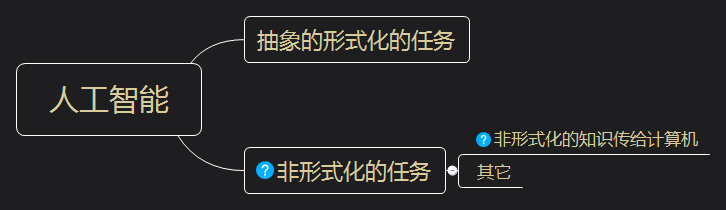 抽象的形式化的任务
人工智能
非形式化的任务
非形式化的知识传给计算机
其它